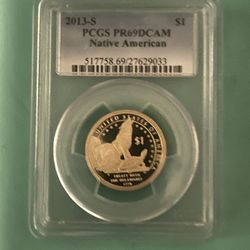 2013-S $1
PCGS PR69DCAM
Native American
517758.69/27629033
UNITED STATES OF AMERICA
$1
TREATY WITH
THE DELAWARES
1778